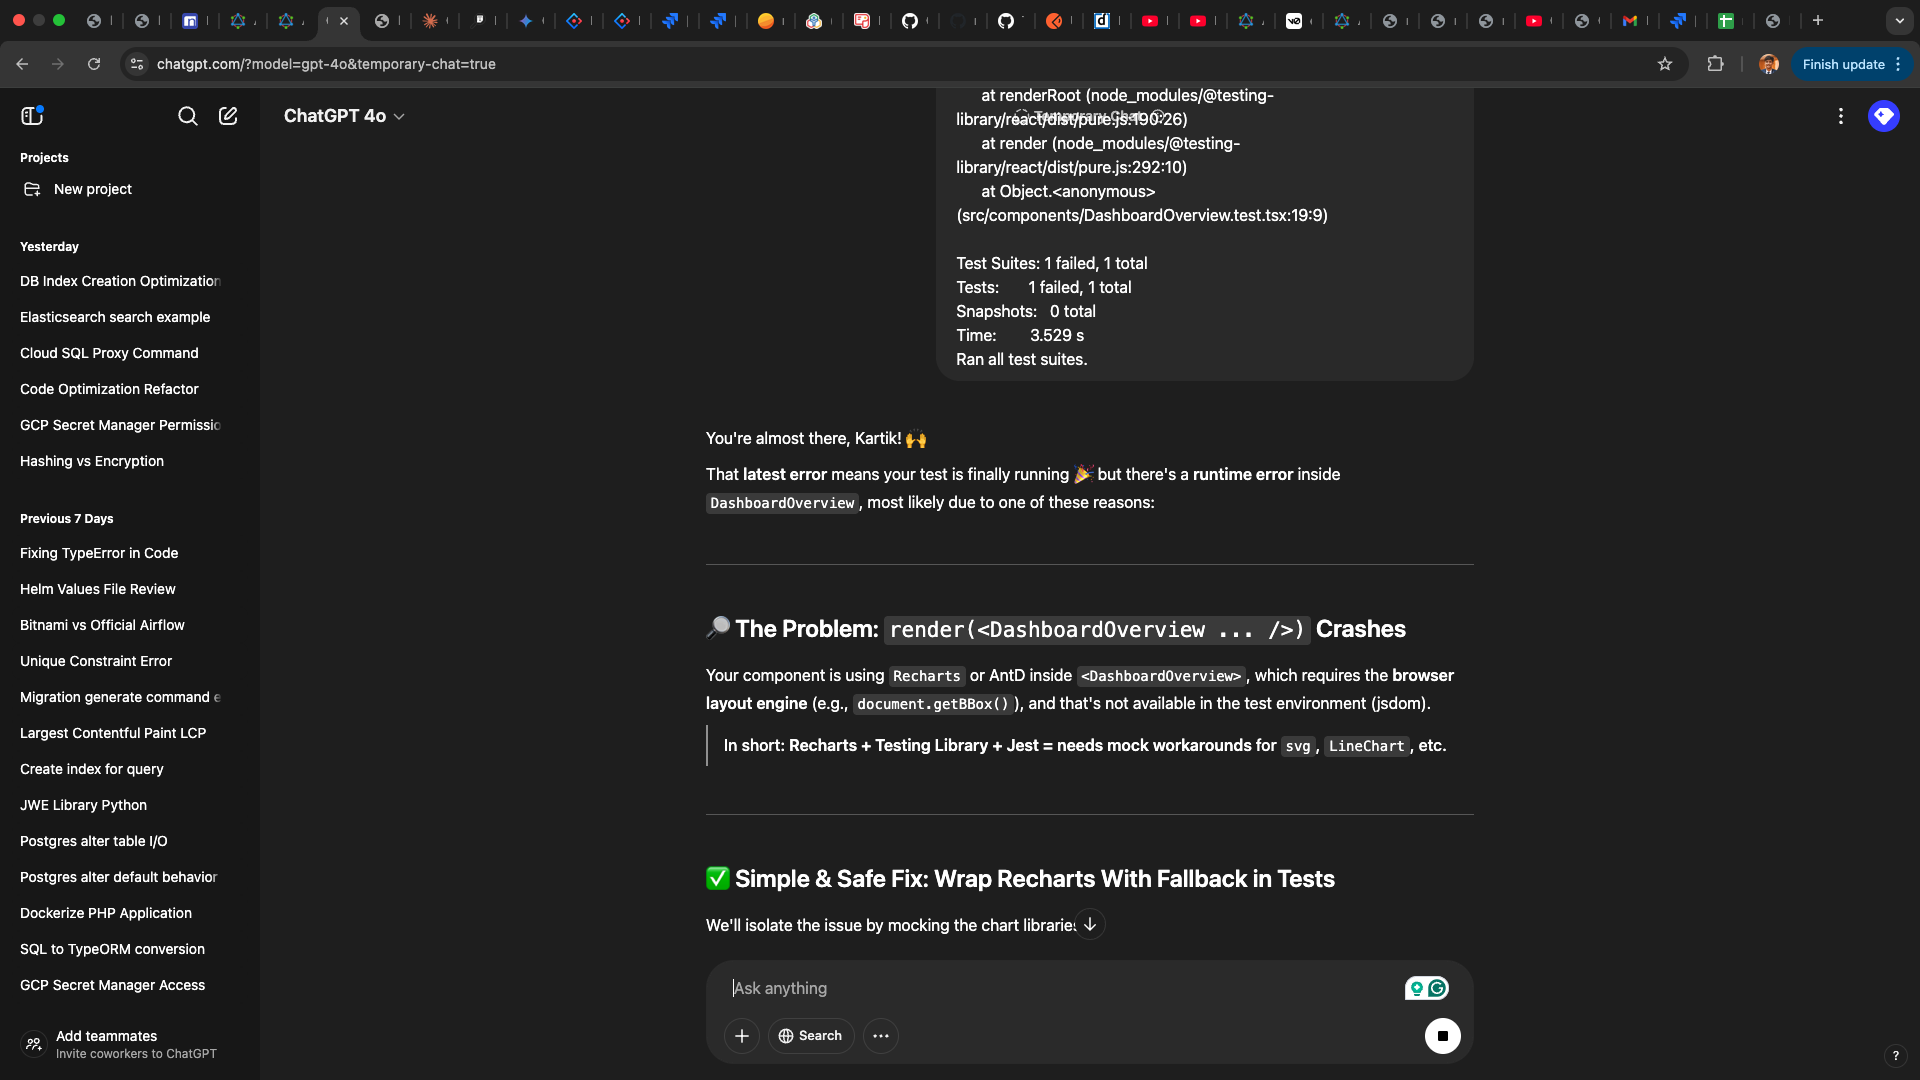 chatgpt.com/?model=gpt-4o&temporary-chat=true
Finish update
Projects
New project
Yesterday
DB Index Creation Optimization
Elasticsearch search example
Cloud SQL Proxy Command
Code Optimization Refactor
GCP Secret Manager Permissio
Hashing vs Encryption
Previous 7 Days
Fixing TypeError in Code
Helm Values File Review
Bitnami vs Official Airflow
Unique Constraint Error
Migration generate command e
Largest Contentful Paint LCP
Create index for query
JWE Library Python
Postgres alter table I/O
Postgres alter default behavior
Dockerize PHP Application
SQL to TypeORM conversion
GCP Secret Manager Access
Add teammates
Invite coworkers to ChatGPT
ChatGPT 4o
Temporary Chat
at renderRoot (node_modules/@testing-
library/react/dist/pure.js:190:26)
at render (node_modules/@testing-
library/react/dist/pure.js:292:10)
at Object.<anonymous>
(src/components/DashboardOverview.test.tsx:19:9)
Test Suites: 1 failed, 1 total
Tests: 1 failed, 1 total
Snapshots: 0 total
Time: 3.529 s
Ran all test suites.
You're almost there, Kartik! 🙌
That latest error means your test is finally running 🎉 but there's a runtime error inside
DashboardOverview, most likely due to one of these reasons:
🔎 The Problem: render(<DashboardOverview ... />) Crashes
Your component is using Recharts or AntD inside <DashboardOverview>, which requires the browser
layout engine (e.g., document.getBBox()), and that's not available in the test environment (jsdom).
In short: Recharts + Testing Library + Jest = needs mock workarounds for svg, LineChart, etc.
✅ Simple & Safe Fix: Wrap Recharts With Fallback in Tests
We'll isolate the issue by mocking the chart libraries
Ask anything
Search
?